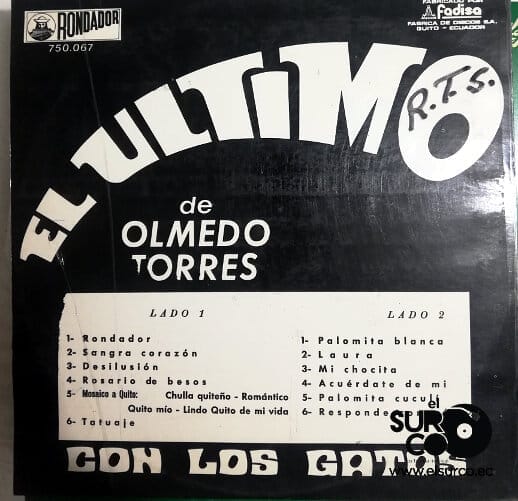 RONDADOR
750.067
FABRICADO POR
Fadisa
FABRICA DE DISCOS S.A.
QUITO - ECUADOR
EL ULTIMO
R.T.S.
de
OLMEDO
TORRES
LADO 1
1- Rondador
2- Sangra corazón
3- Desilusión
4- Rosario de besos
5- Mosaico a Quito: Chulla quiteño - Romántico
Quito mío - Lindo Quito de mi vida
6- Tatuaje
LADO 2
1- Palomita blanca
2- Laura
3- Mi chocita
4- Acuérdate de mi
5- Palomita cuculí
6- Responde
CON LOS GATOS
el
SURCO
www.elsurco.ec